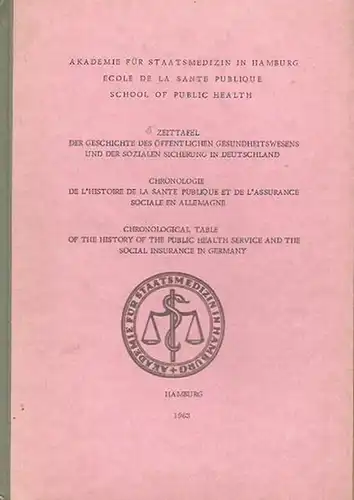 AKADEMIE FÜR STAATSMEDIZIN IN HAMBURG
ECOLE DE LA SANTE PUBLIQUE
SCHOOL OF PUBLIC HEALTH
ZEITTAFEL
DER GESCHICHTE DES ÖFFENTLICHEN GESUNDHEITSWESENS
UND DER SOZIALEN SICHERUNG IN DEUTSCHLAND
CHRONOLOGIE
DE L'HISTOIRE DE LA SANTE PUBLIQUE ET DE L'ASSURANCE
SOCIALE EN ALLEMAGNE
CHRONOLOGICAL TABLE
OF THE HISTORY OF THE PUBLIC HEALTH SERVICE AND THE
SOCIAL INSURANCE IN GERMANY
AKADEMIE FÜR STAATSMEDIZIN IN HAMBURG
HAMBURG